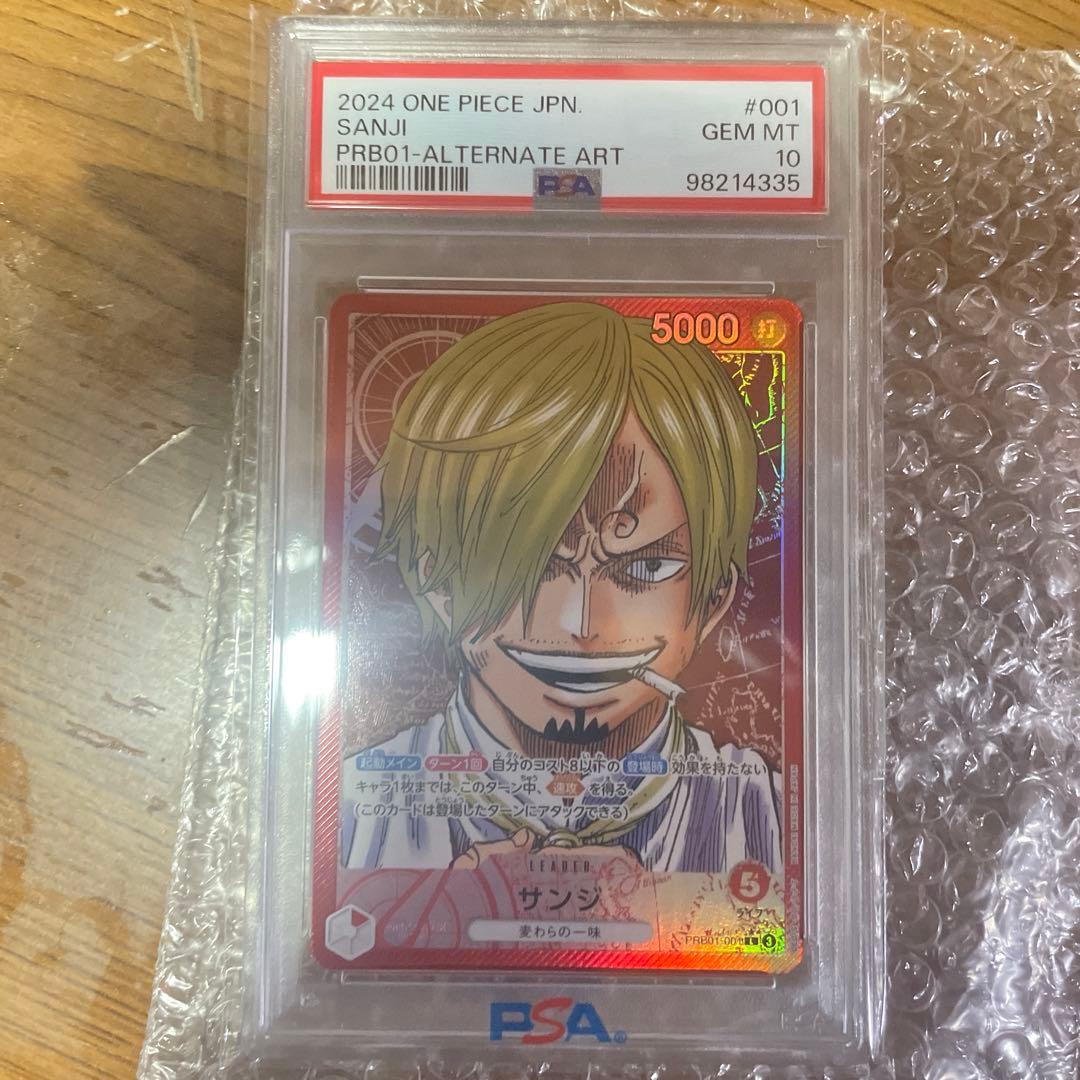 2024 ONE PIECE JPN. #001
SANJI GEM MT
PRB01-ALTERNATE ART 10
PSA 98214335
5000 打
起動メイン ターン1回 自分のコスト8以下の 登場時 効果を持たない
キャラ1枚までは、このターン中、 速攻 を得る。
(このカードは登場したターンにアタックできる)
LEADER
サンジ
5
ライフ
麦わらの一味
L 3
PSA